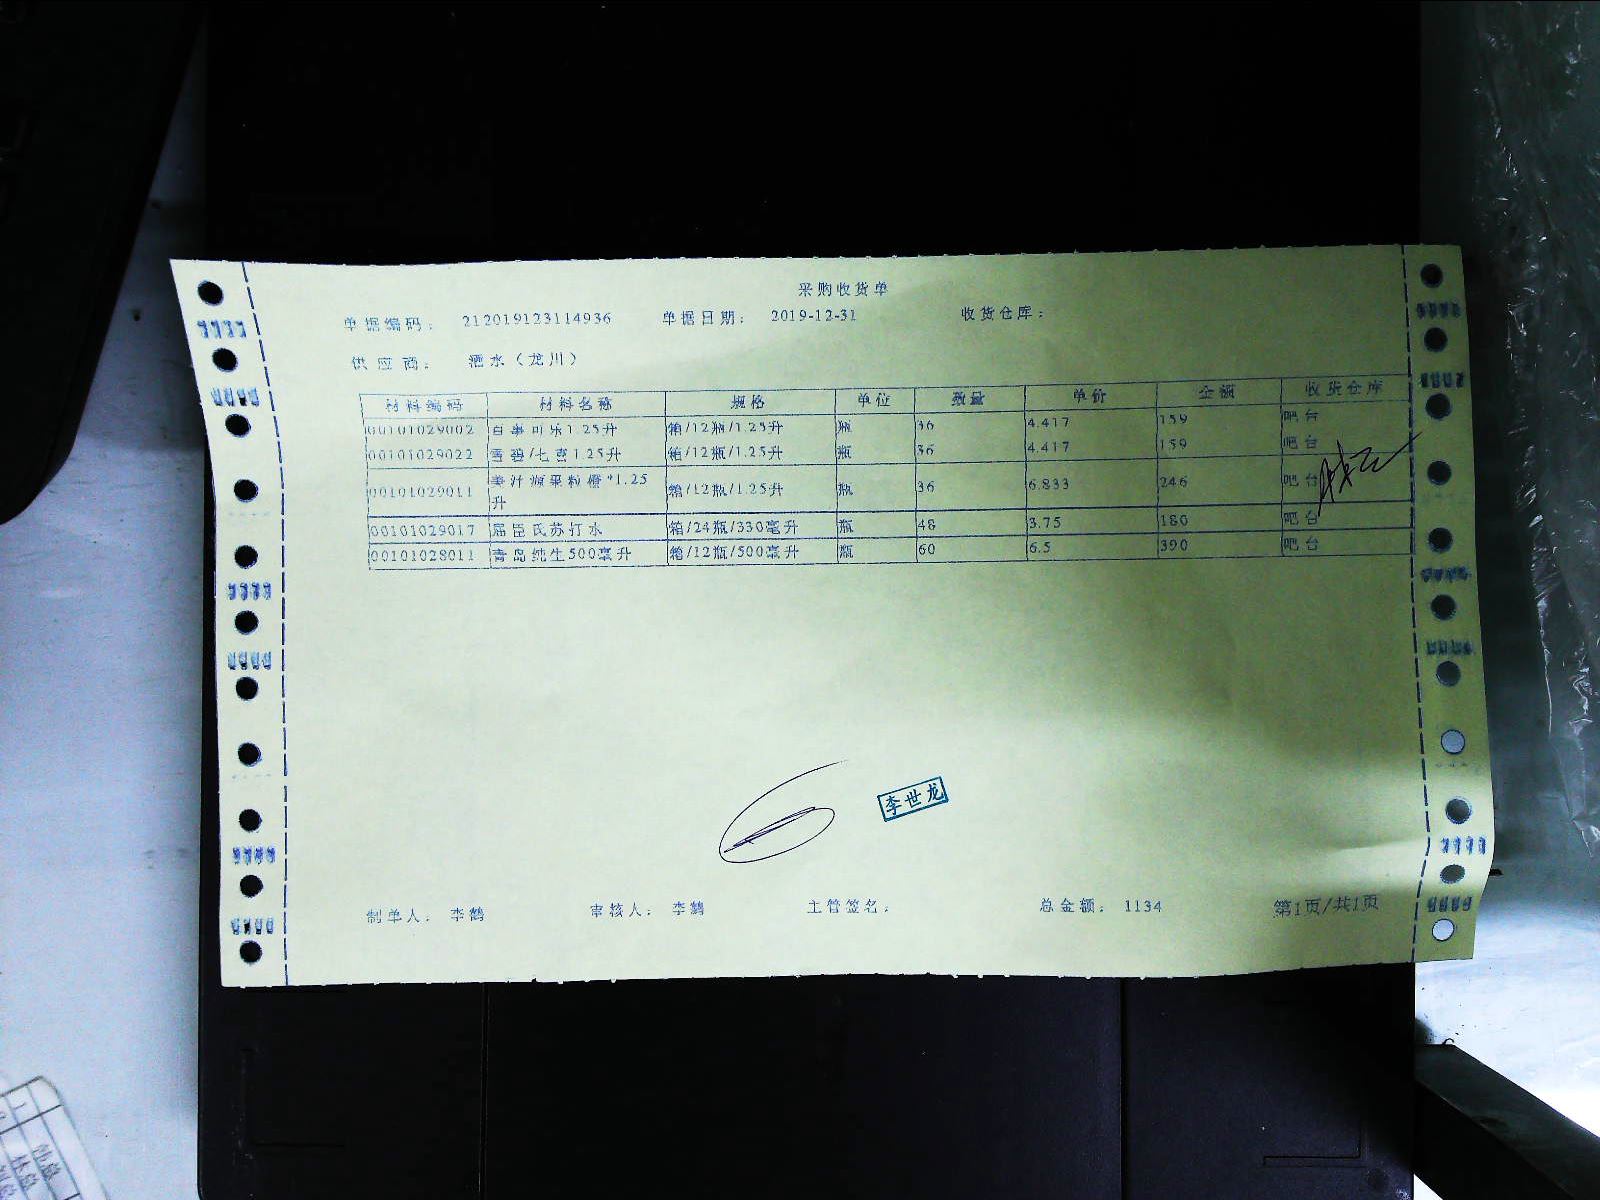 采购收货单
单据编码： 212019123114936 单据日期： 2019-12-31 收货仓库：
供应商： 酒水（龙川）
材料编码 材料名称 规格 单位 数量 单价 金额 收货仓库
00101029002 百事可乐1.25升 箱/12瓶/1.25升 瓶 36 4.417 159 吧台
00101029022 雪碧/七喜1.25升 箱/12瓶/1.25升 瓶 36 4.417 159 吧台
00101029011 美汁源果粒橙*1.25升 箱/12瓶/1.25升 瓶 36 6.833 246 吧台
00101029017 屈臣氏苏打水 箱/24瓶/330毫升 瓶 48 3.75 180 吧台
00101028011 青岛纯生500毫升 箱/12瓶/500毫升 瓶 60 6.5 390 吧台
李世龙
制单人： 李鹤 审核人： 李鹤 主管签名： 总金额： 1134 第1页/共1页